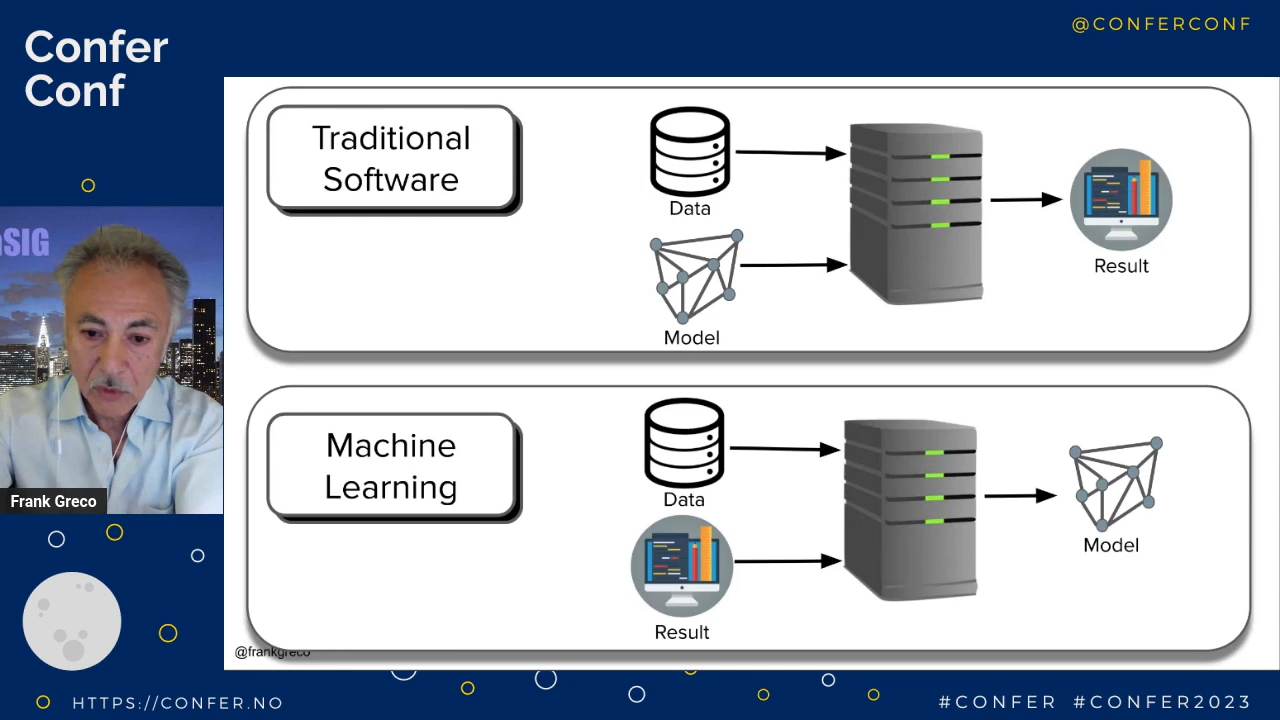 Confer
Conf
@CONFERCONF
Traditional
Software
Data
Model
Result
aSIG
Frank Greco
Machine
Learning
Data
Result
Model
@frankgreco
HTTPS://CONFER.NO
#CONFER #CONFER2023